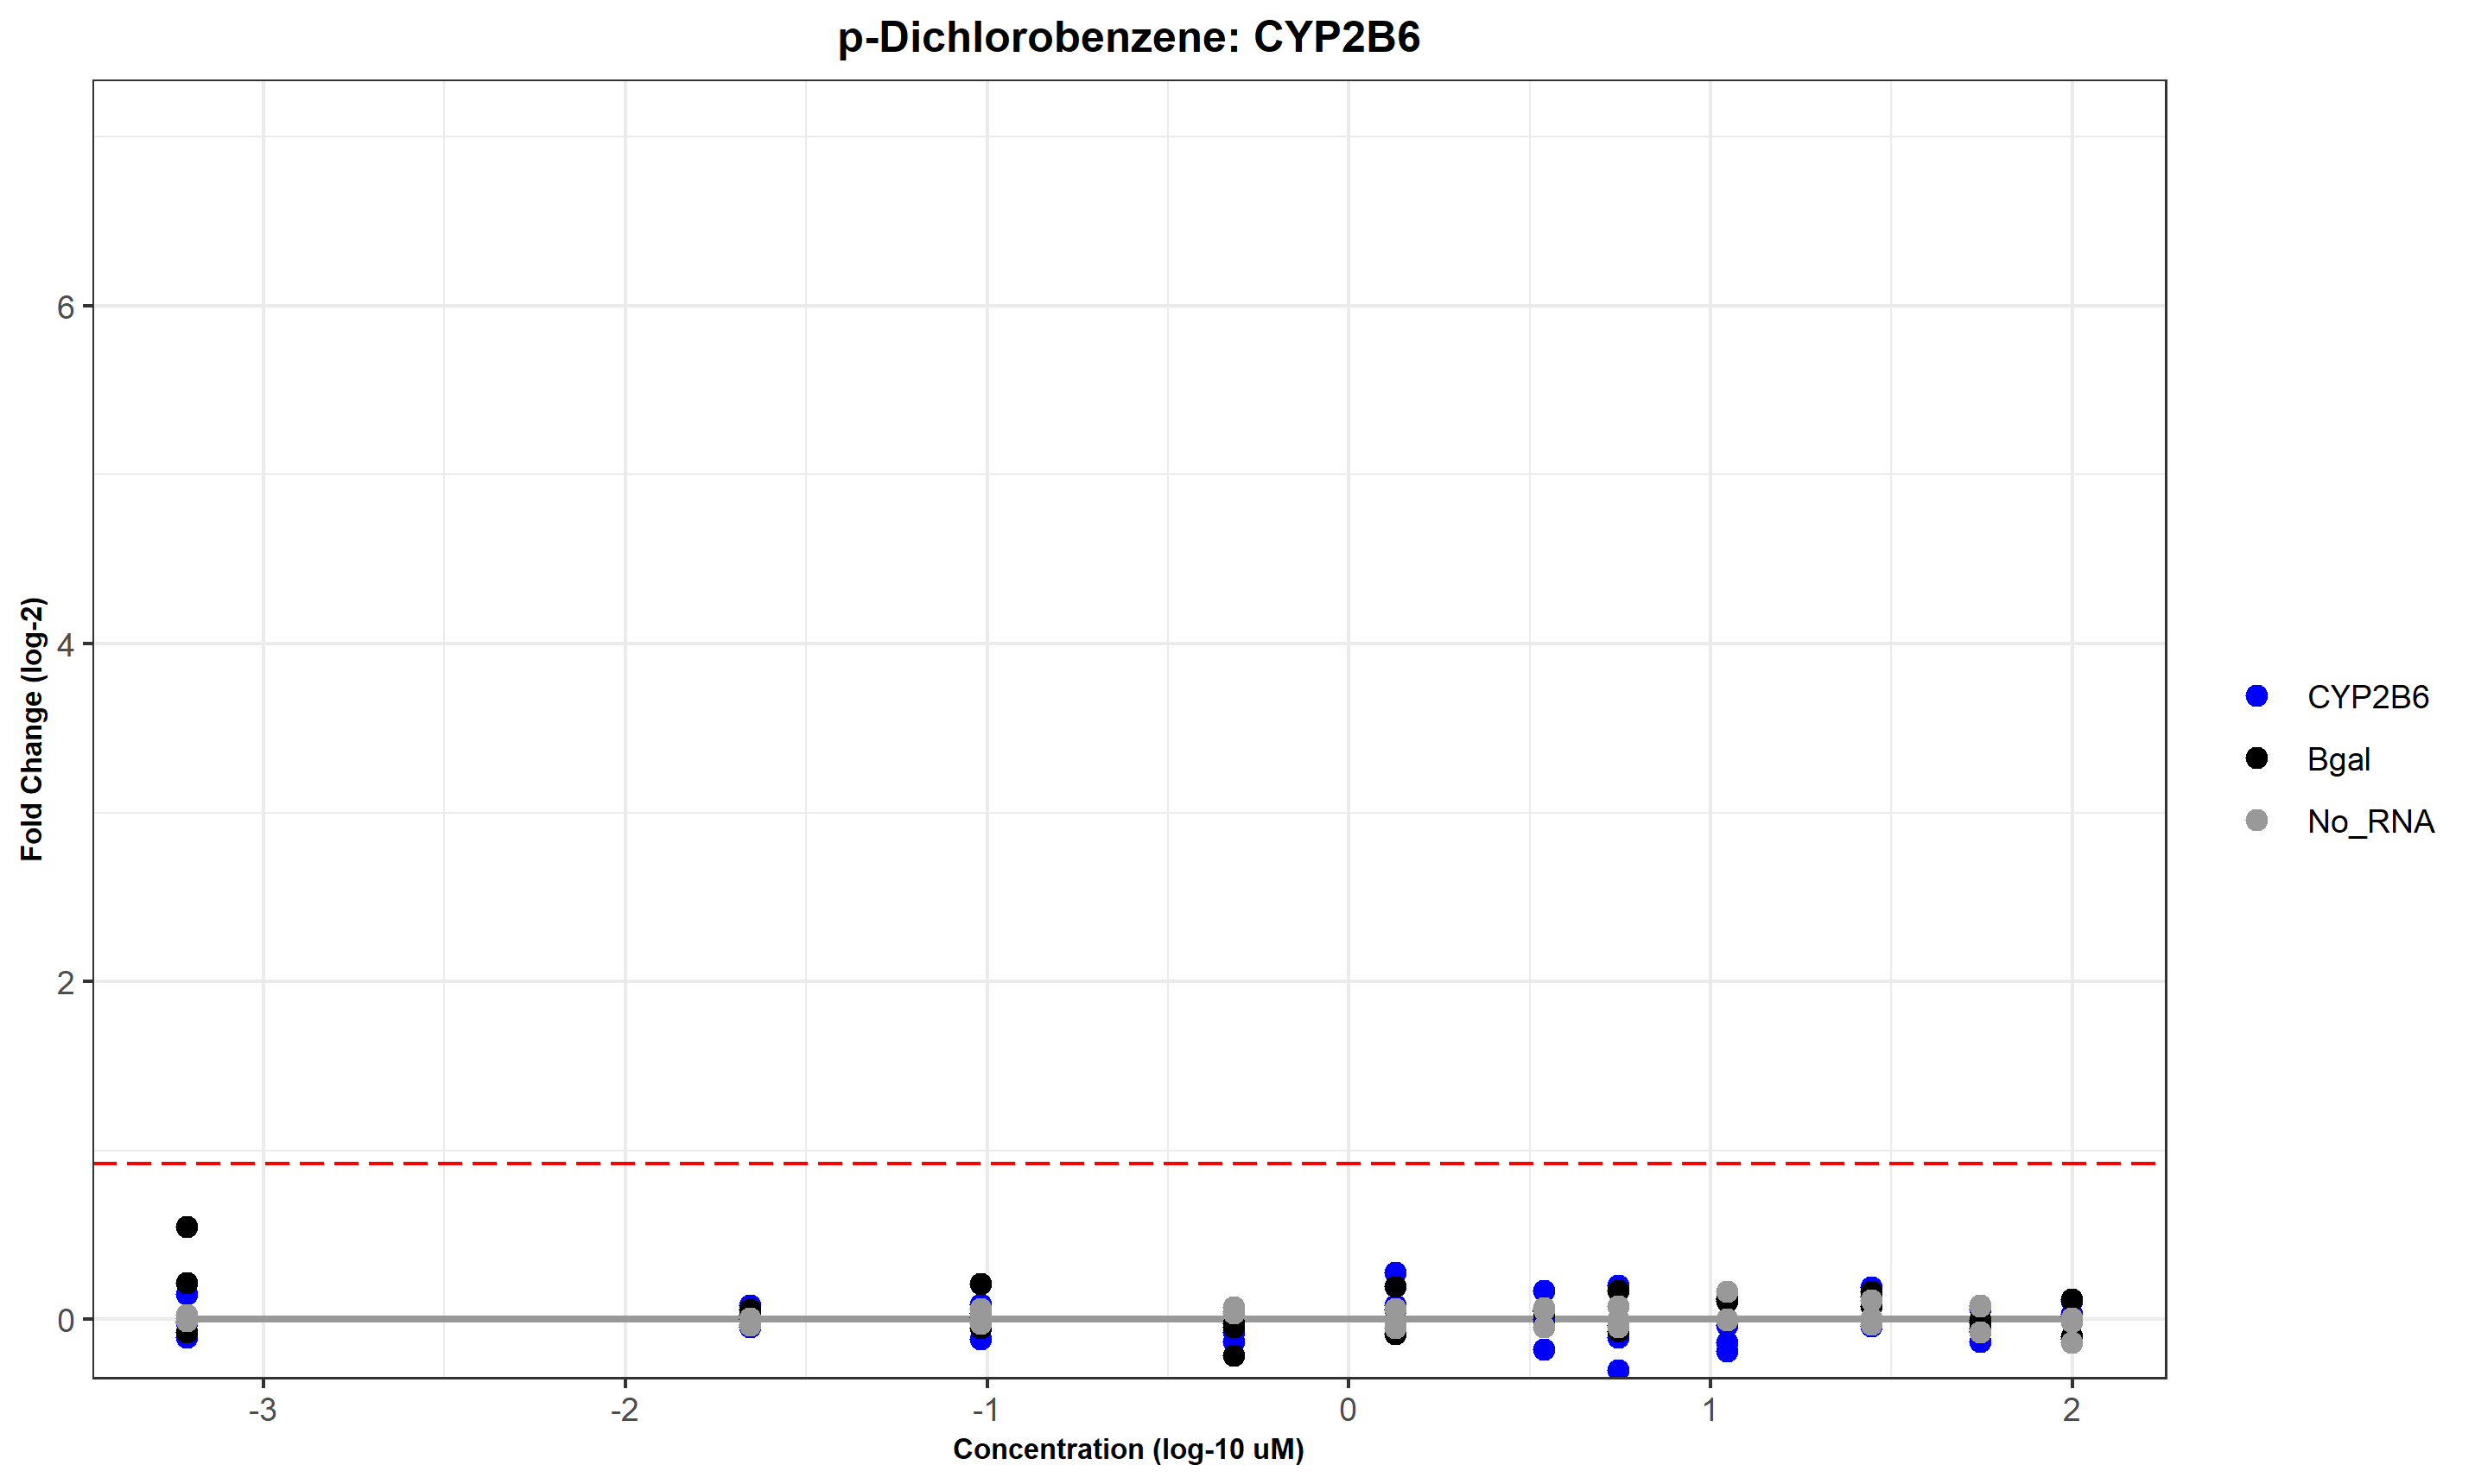 p-Dichlorobenzene: CYP2B6
Fold Change (log-2)
6
4
2
0
-3
-2
-1
0
1
2
Concentration (log-10 uM)
CYP2B6
Bgal
No_RNA